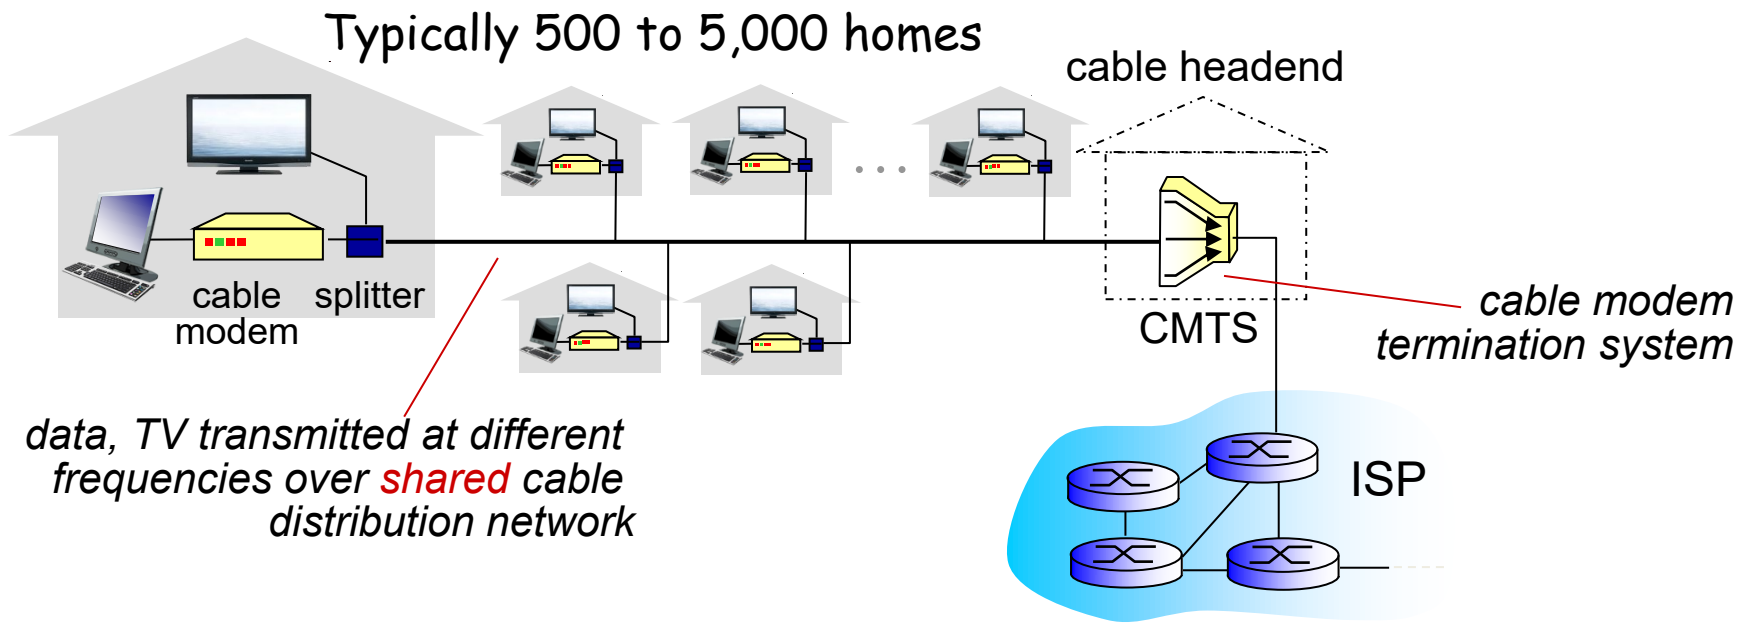 Typically 500 to 5,000 homes
cable headend
cable
modem
splitter
CMTS
cable modem
termination system
data, TV transmitted at different
frequencies over shared cable
distribution network
ISP